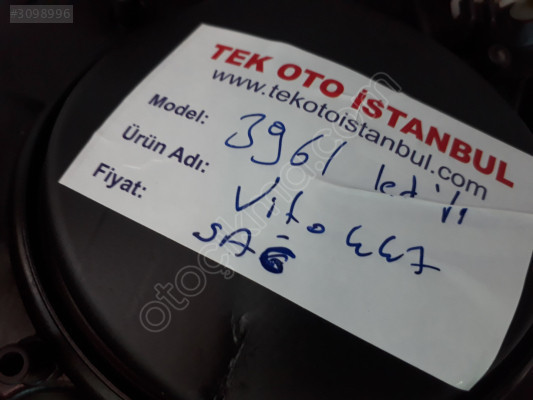 #3098996
TEK OTO İSTANBUL
www.tekotoistanbul.com
Model: 3961 ledli
Ürün Adı: Vito 447
Fiyat: SAĞ